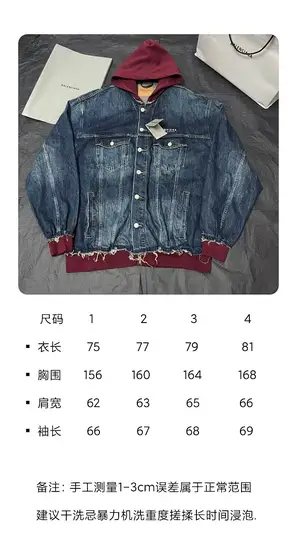 BALENCIAGA
BALENCIAGA
尺码 1 2 3 4
▪ 衣长 75 77 79 81
▪ 胸围 156 160 164 168
▪ 肩宽 62 63 65 66
▪ 袖长 66 67 68 69
备注: 手工测量1-3cm误差属于正常范围
建议干洗忌暴力机洗重度搓揉长时间浸泡.